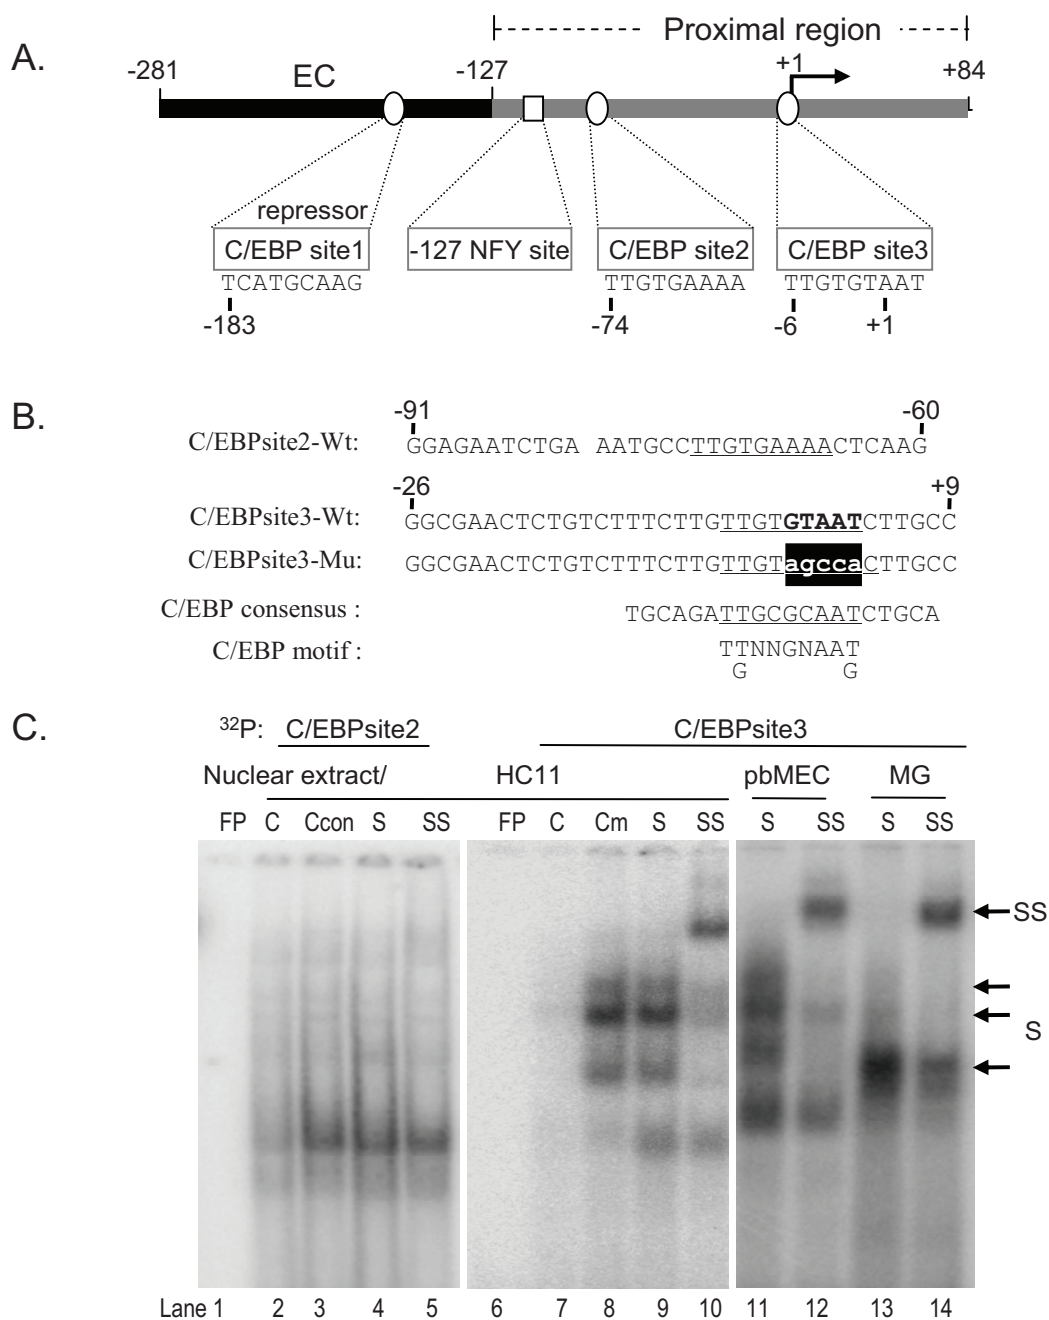 A.
Proximal region
-281
EC
-127
+1
+84
repressor
C/EBP site1
-127 NFY site
C/EBP site2
C/EBP site3
TCATGCAAG
TTGTGAAAA
TTGTGTAAT
-183
-74
-6
+1
B.
-91
-60
C/EBPsite2-Wt:
GGAGAATCTGA AATGCCTTGTGAAAACTCAAG
-26
+9
C/EBPsite3-Wt:
GGCGAACTCTGTCTTTCTTGTTGTGTAATCTTGCC
C/EBPsite3-Mu:
GGCGAACTCTGTCTTTCTTGTTGTagccaCTTGCC
C/EBP consensus :
TGCAGATTGCGCAATCTGCA
C/EBP motif :
TTNNGNAAT
G G
C.
32P: C/EBPsite2
C/EBPsite3
Nuclear extract/ HC11 pbMEC MG
FP C Ccon S SS FP C Cm S SS S SS S SS
SS
S
Lane 1 2 3 4 5 6 7 8 9 10 11 12 13 14